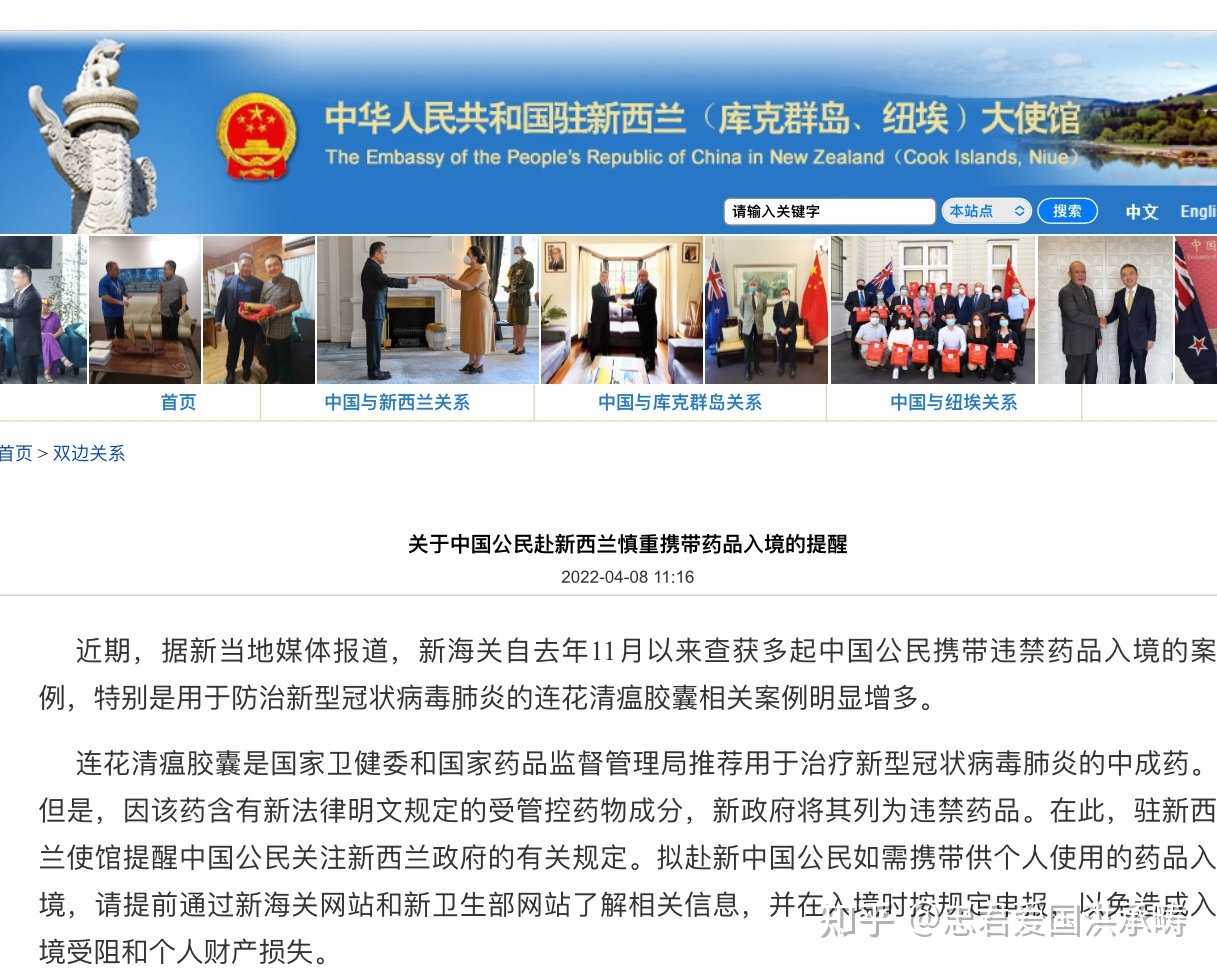 中华人民共和国驻新西兰（库克群岛、纽埃）大使馆
The Embassy of the People's Republic of China in New Zealand（Cook Islands, Niue）
请输入关键字 本站点 搜索 中文 Engli
首页 中国与新西兰关系 中国与库克群岛关系 中国与纽埃关系
首页 > 双边关系
关于中国公民赴新西兰慎重携带药品入境的提醒
2022-04-08 11:16
近期，据新当地媒体报道，新海关自去年11月以来查获多起中国公民携带违禁药品入境的案
例，特别是用于防治新型冠状病毒肺炎的连花清瘟胶囊相关案例明显增多。
连花清瘟胶囊是国家卫健委和国家药品监督管理局推荐用于治疗新型冠状病毒肺炎的中成药。
但是，因该药含有新法律明文规定的受管控药物成分，新政府将其列为违禁药品。在此，驻新西
兰使馆提醒中国公民关注新西兰政府的有关规定。拟赴新中国公民如需携带供个人使用的药品入
境，请提前通过新海关网站和新卫生部网站了解相关信息，并在入境时按规定申报，以免造成入
境受阻和个人财产损失。
知乎 @忠君爱国洪承畴